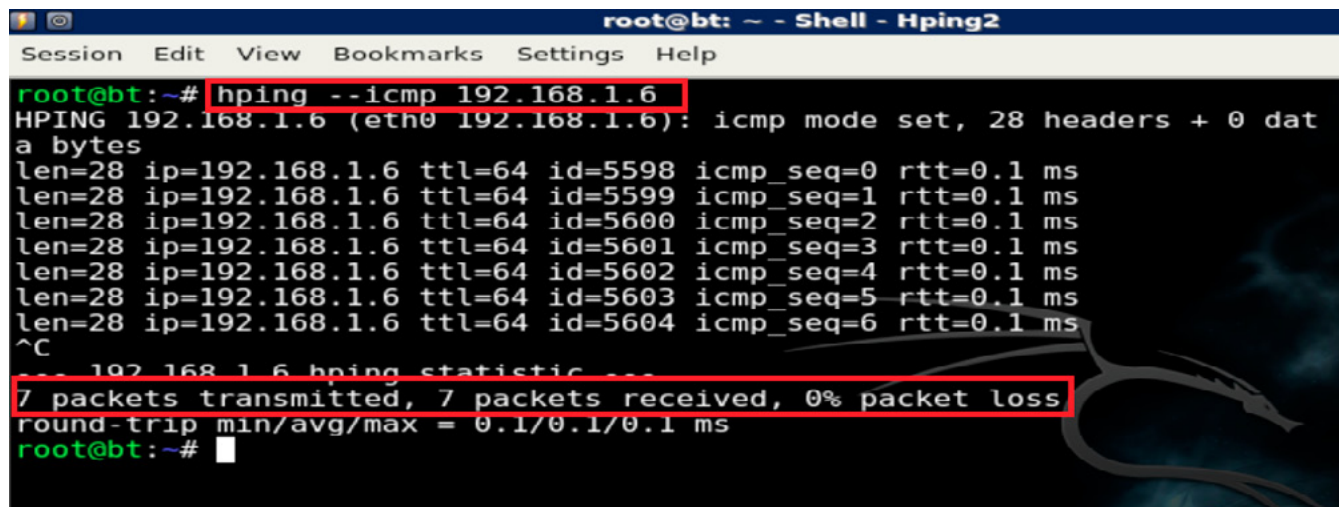 root@bt: ~ - Shell - Hping2
Session Edit View Bookmarks Settings Help
root@bt:~# hping --icmp 192.168.1.6
HPING 192.168.1.6 (eth0 192.168.1.6): icmp mode set, 28 headers + 0 dat
a bytes
len=28 ip=192.168.1.6 ttl=64 id=5598 icmp_seq=0 rtt=0.1 ms
len=28 ip=192.168.1.6 ttl=64 id=5599 icmp_seq=1 rtt=0.1 ms
len=28 ip=192.168.1.6 ttl=64 id=5600 icmp_seq=2 rtt=0.1 ms
len=28 ip=192.168.1.6 ttl=64 id=5601 icmp_seq=3 rtt=0.1 ms
len=28 ip=192.168.1.6 ttl=64 id=5602 icmp_seq=4 rtt=0.1 ms
len=28 ip=192.168.1.6 ttl=64 id=5603 icmp_seq=5 rtt=0.1 ms
len=28 ip=192.168.1.6 ttl=64 id=5604 icmp_seq=6 rtt=0.1 ms
^C
--- 192.168.1.6 hping statistic ---
7 packets transmitted, 7 packets received, 0% packet loss
round-trip min/avg/max = 0.1/0.1/0.1 ms
root@bt:~#